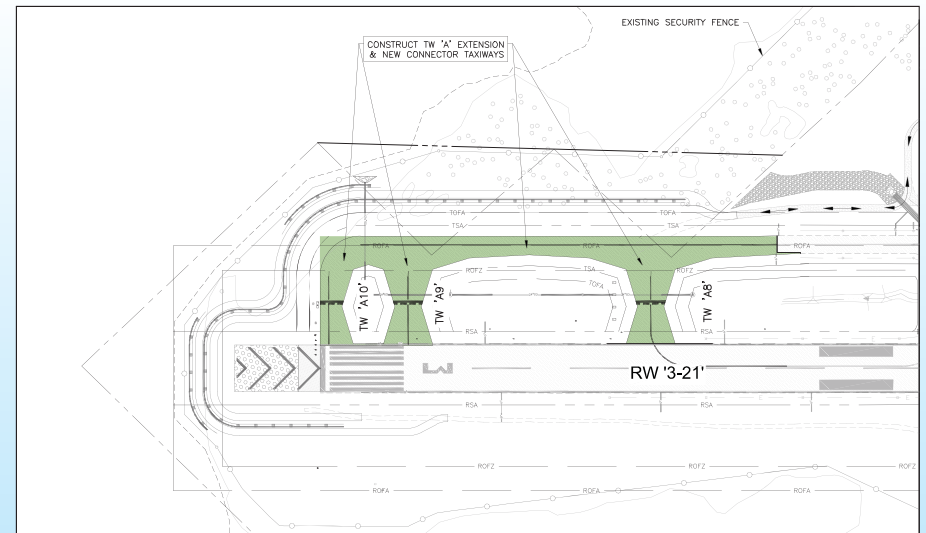 EXISTING SECURITY FENCE
CONSTRUCT TW 'A' EXTENSION
& NEW CONNECTOR TAXIWAYS
TOFA
TOFA
TSA
TSA
ROFA
ROFA
ROFA
ROFZ
TSA
ROFZ
TOFA
TW 'A10'
TW 'A9'
TW 'A8'
RSA
RSA
3
RW '3-21'
RSA
RSA
ROFZ
ROFZ
ROFZ
ROFA
ROFA
ROFA